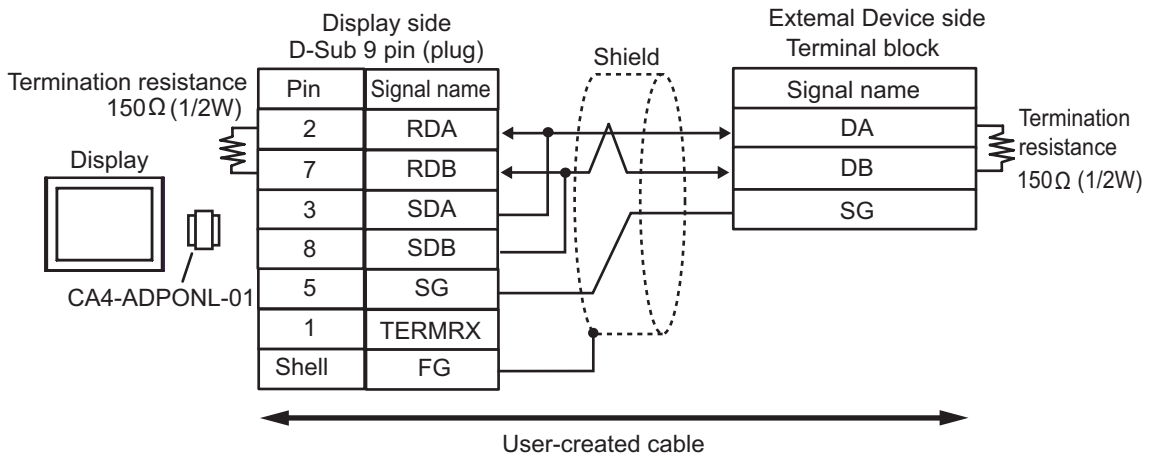 Display side
D-Sub 9 pin (plug)
External Device side
Terminal block
Shield
Termination resistance
150Ω (1/2W)
Pin Signal name
2 RDA
7 RDB
3 SDA
8 SDB
5 SG
1 TERMRX
Shell FG
Signal name
DA
DB
SG
Termination
resistance
150Ω (1/2W)
Display
CA4-ADPONL-01
User-created cable